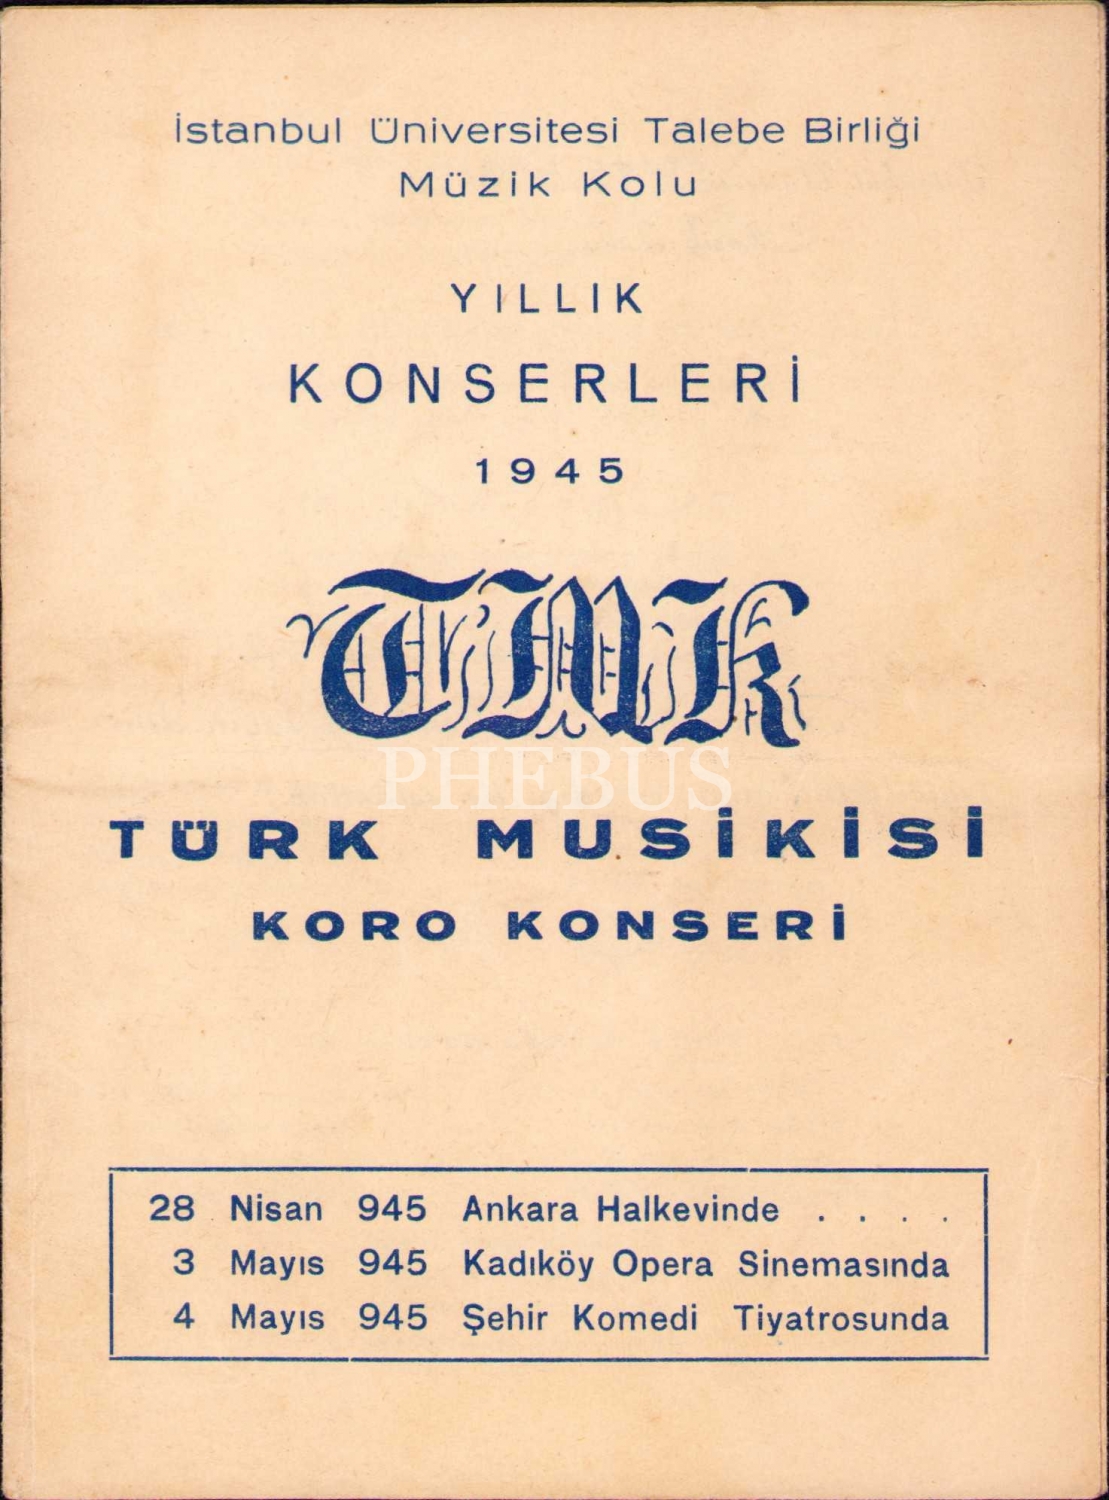 İstanbul Üniversitesi Talebe Birliği
Müzik Kolu
YILLIK
KONSERLERİ
1945
TMK
PHEBUS
TÜRK MUSİKİSİ
KORO KONSERİ
28 Nisan 945 Ankara Halkevinde . . . .
3 Mayıs 945 Kadıköy Opera Sinemasında
4 Mayıs 945 Şehir Komedi Tiyatrosunda